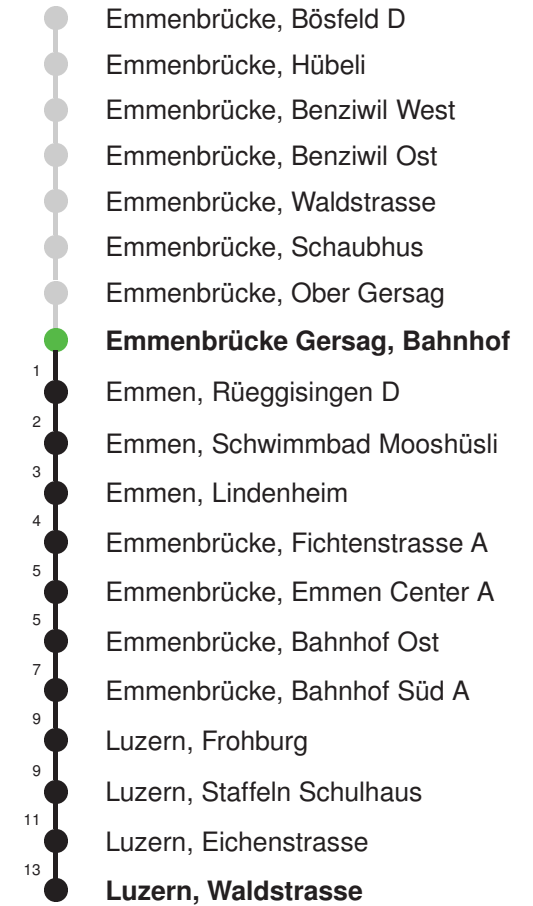 Emmenbrücke, Bösfeld D
Emmenbrücke, Hübeli
Emmenbrücke, Benziwil West
Emmenbrücke, Benziwil Ost
Emmenbrücke, Waldstrasse
Emmenbrücke, Schaubhus
Emmenbrücke, Ober Gersag
Emmenbrücke Gersag, Bahnhof
1 Emmen, Rüeggisingen D
2 Emmen, Schwimmbad Mooshüsli
3 Emmen, Lindenheim
4 Emmenbrücke, Fichtenstrasse A
5 Emmenbrücke, Emmen Center A
5 Emmenbrücke, Bahnhof Ost
7 Emmenbrücke, Bahnhof Süd A
9 Luzern, Frohburg
9 Luzern, Staffeln Schulhaus
11 Luzern, Eichenstrasse
13 Luzern, Waldstrasse